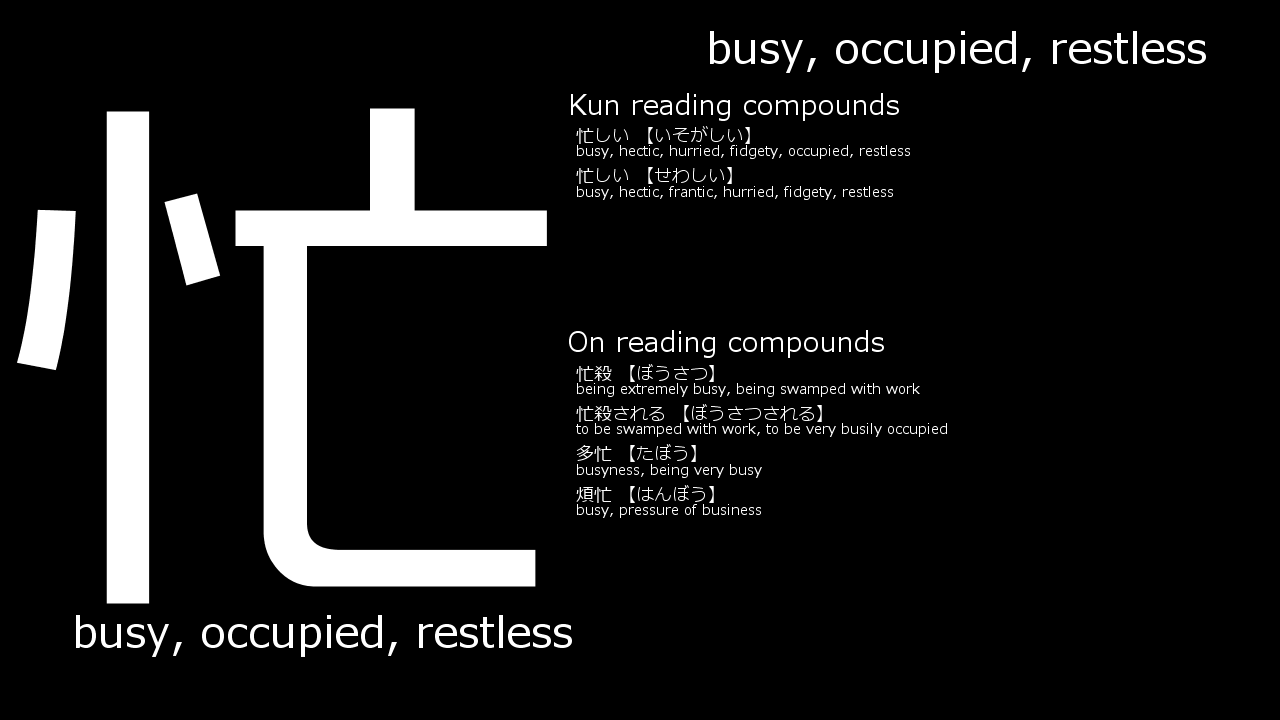 busy, occupied, restless
忙
Kun reading compounds
忙しい 【いそがしい】
busy, hectic, hurried, fidgety, occupied, restless
忙しい 【せわしい】
busy, hectic, frantic, hurried, fidgety, restless
On reading compounds
忙殺 【ぼうさつ】
being extremely busy, being swamped with work
忙殺される 【ぼうさつされる】
to be swamped with work, to be very busily occupied
多忙 【たぼう】
busyness, being very busy
煩忙 【はんぼう】
busy, pressure of business
busy, occupied, restless